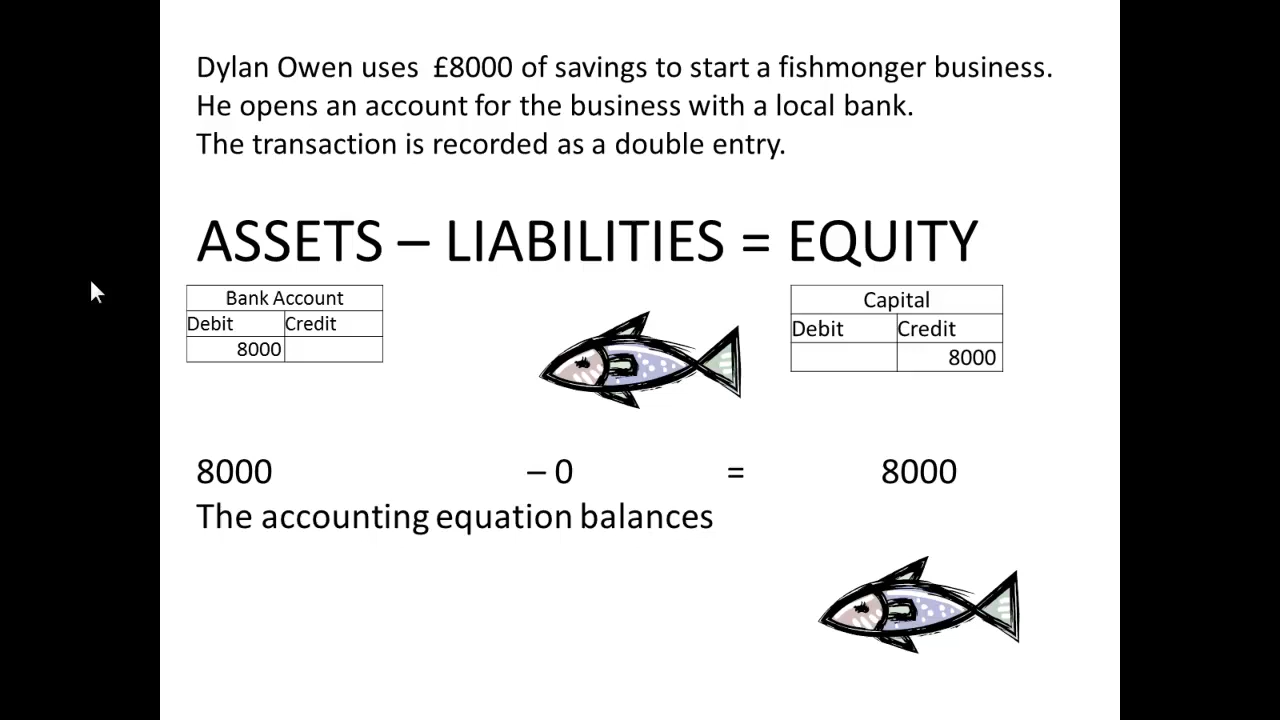 Dylan Owen uses £8000 of savings to start a fishmonger business.
He opens an account for the business with a local bank.
The transaction is recorded as a double entry.
ASSETS – LIABILITIES = EQUITY
Bank Account
Debit Credit
8000
Capital
Debit Credit
8000
8000 – 0 = 8000
The accounting equation balances